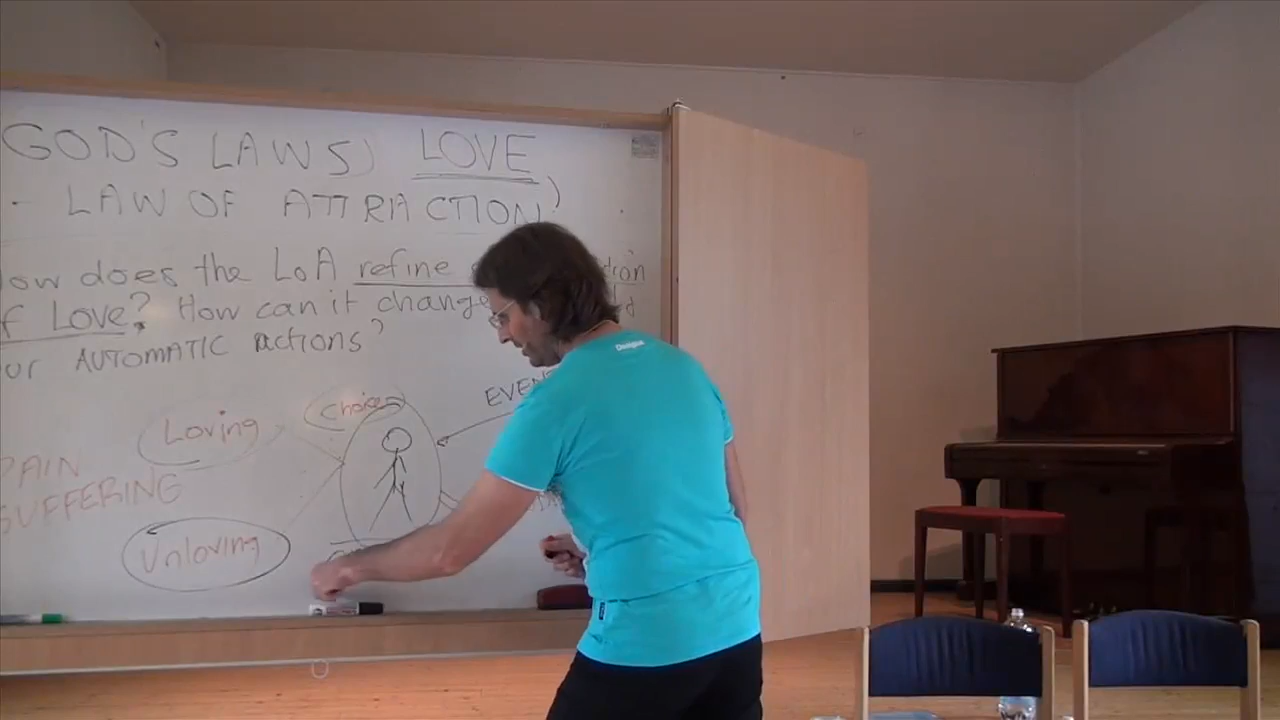 GOD'S LAWS) LOVE
- LAW OF ATTRACTION)
How does the LoA refine
of Love? How can it change
our AUTOMATIC actions?
Choice
Loving
PAIN
SUFFERING
Unloving
Desigual